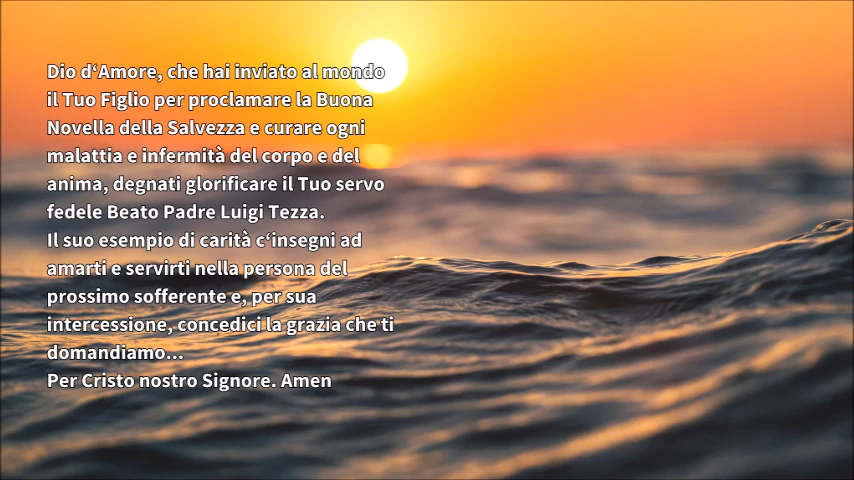 Dio d‘Amore, che hai inviato al mondo
il Tuo Figlio per proclamare la Buona
Novella della Salvezza e curare ogni
malattia e infermità del corpo e del
anima, degnati glorificare il Tuo servo
fedele Beato Padre Luigi Tezza.
Il suo esempio di carità c‘insegni ad
amarti e servirti nella persona del
prossimo sofferente e, per sua
intercessione, concedici la grazia che ti
domandiamo...
Per Cristo nostro Signore. Amen